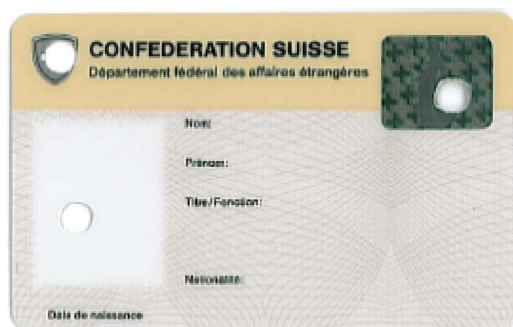 CONFEDERATION SUISSE
Département fédéral des affaires étrangères
Nom:
Prénom:
Titre/Fonction:
Nationalité:
Date de naissance